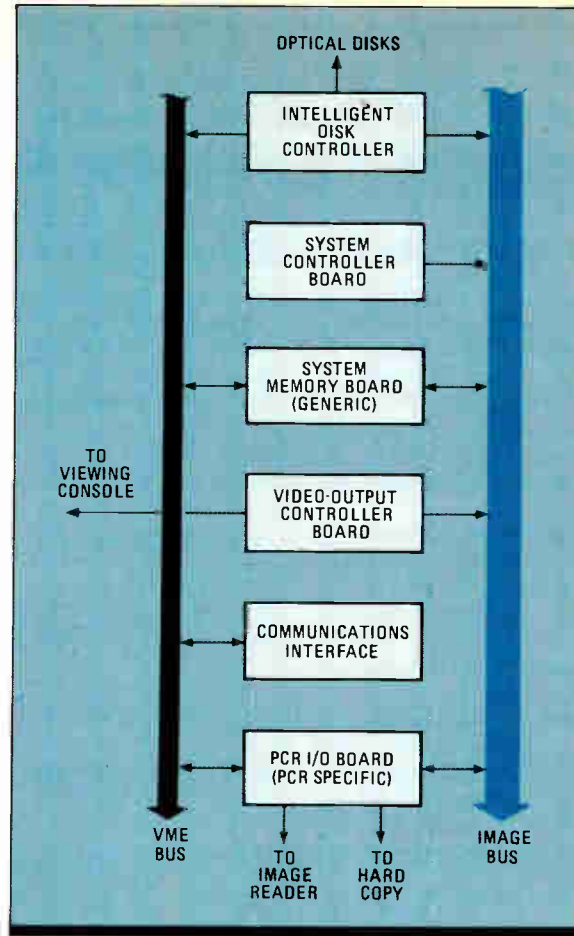 OPTICAL DISKS
INTELLIGENT
DISK
CONTROLLER
SYSTEM
CONTROLLER
BOARD
SYSTEM
MEMORY BOARD
(GENERIC)
TO
VIEWING
CONSOLE
VIDEO-OUTPUT
CONTROLLER
BOARD
COMMUNICATIONS
INTERFACE
PCR I/O BOARD
(PCR SPECIFIC)
VME
BUS
TO
IMAGE
READER
TO
HARD
COPY
IMAGE
BUS